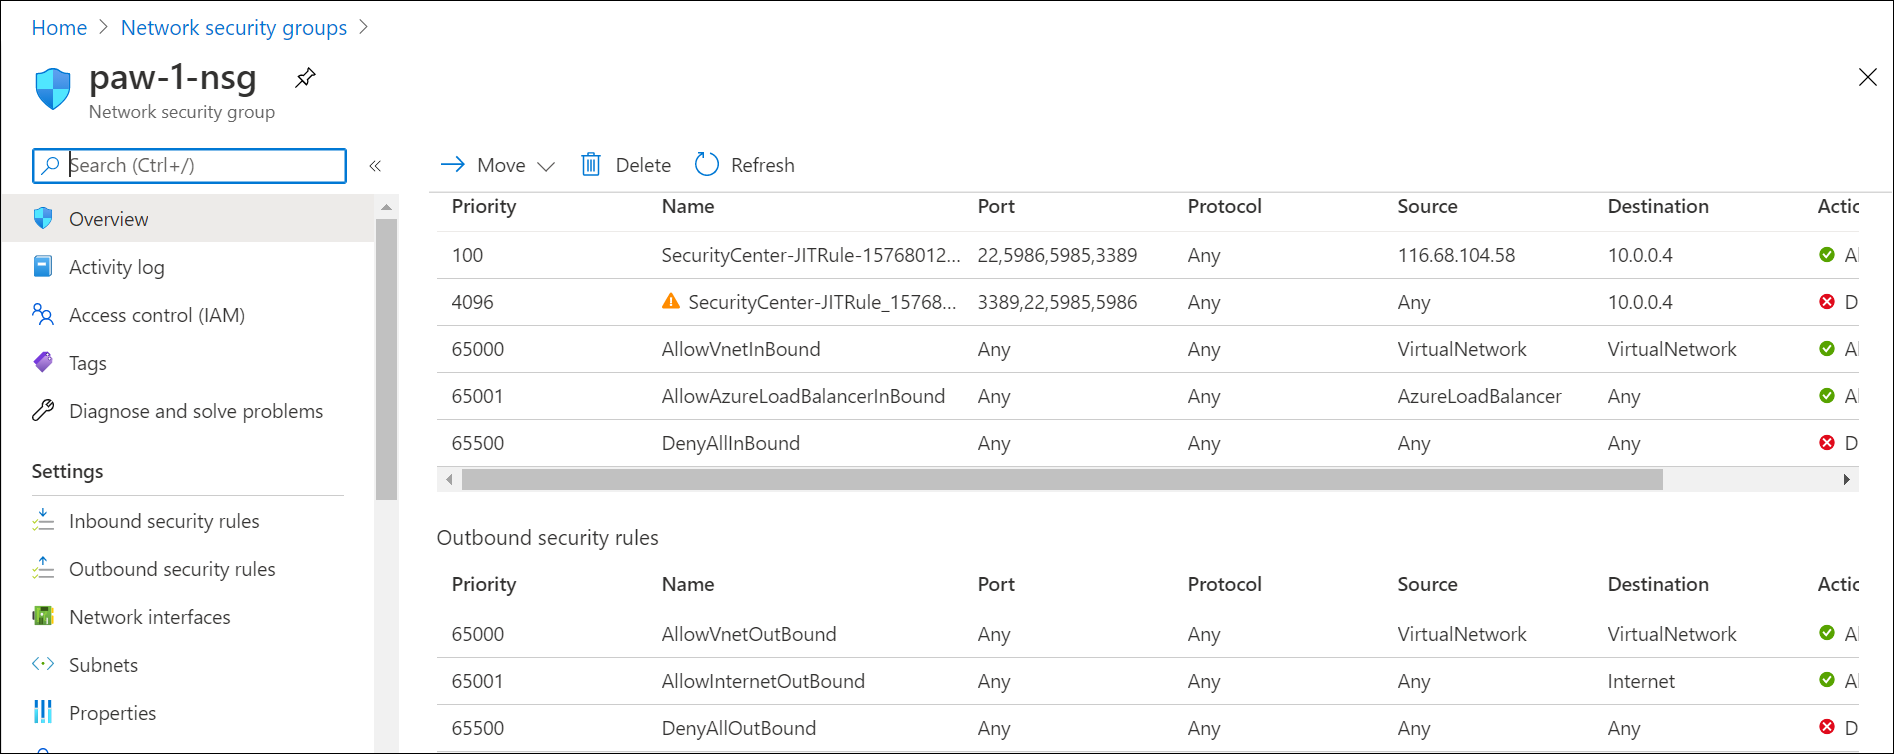 Home > Network security groups >
paw-1-nsg
Network security group
Search (Ctrl+/)
«
Overview
Activity log
Access control (IAM)
Tags
Diagnose and solve problems
Settings
Inbound security rules
Outbound security rules
Network interfaces
Subnets
Properties
Move Delete Refresh
Priority Name Port Protocol Source Destination Actio
100 SecurityCenter-JITRule-15768012... 22,5986,5985,3389 Any 116.68.104.58 10.0.0.4 Al
4096 SecurityCenter-JITRule_15768... 3389,22,5985,5986 Any Any 10.0.0.4 D
65000 AllowVnetInBound Any Any VirtualNetwork VirtualNetwork Al
65001 AllowAzureLoadBalancerInBound Any Any AzureLoadBalancer Any Al
65500 DenyAllInBound Any Any Any Any D
Outbound security rules
Priority Name Port Protocol Source Destination Actio
65000 AllowVnetOutBound Any Any VirtualNetwork VirtualNetwork Al
65001 AllowInternetOutBound Any Any Any Internet Al
65500 DenyAllOutBound Any Any Any Any D